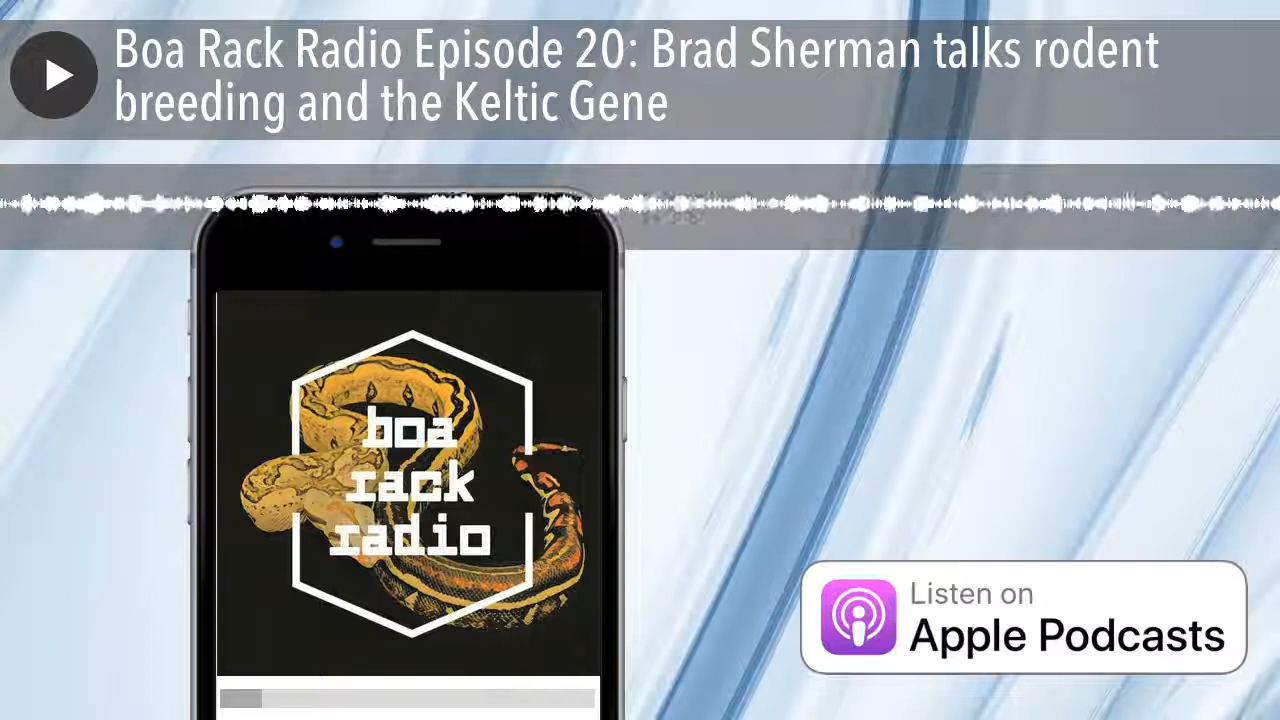 Boa Rack Radio Episode 20: Brad Sherman talks rodent
breeding and the Keltic Gene
boa
rack
radio
Listen on
Apple Podcasts